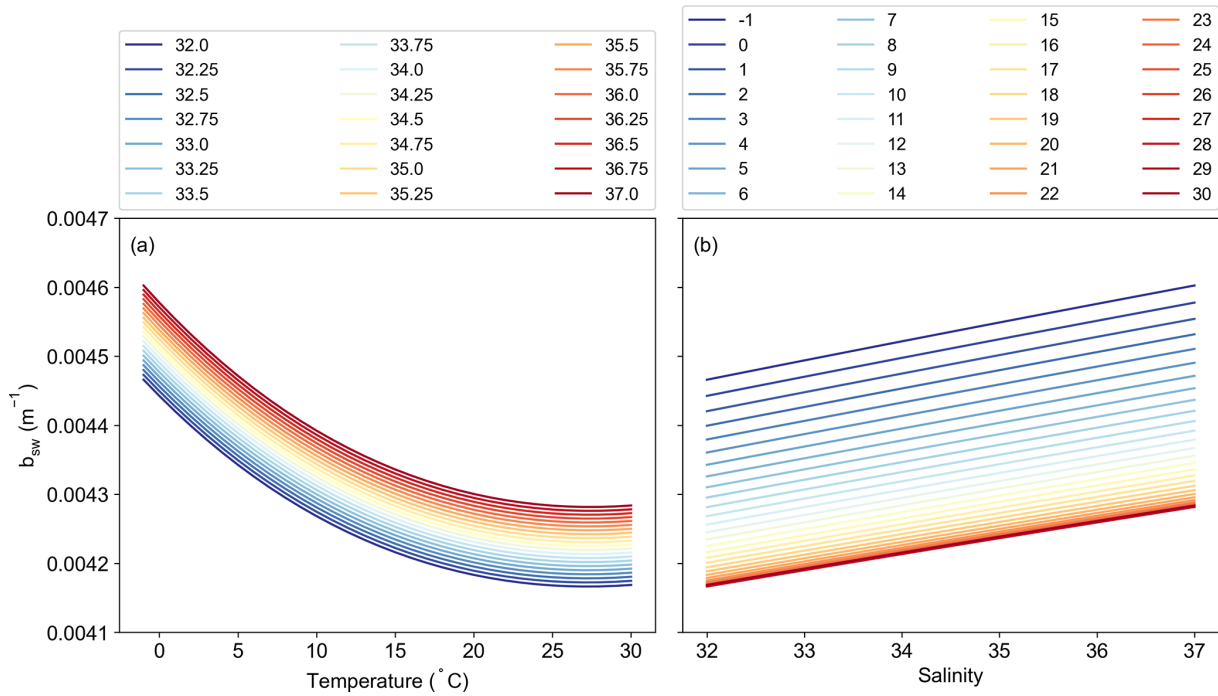 32.0 33.75 35.5
32.25 34.0 35.75
32.5 34.25 36.0
32.75 34.5 36.25
33.0 34.75 36.5
33.25 35.0 36.75
33.5 35.25 37.0
-1 7 15 23
0 8 16 24
1 9 17 25
2 10 18 26
3 11 19 27
4 12 20 28
5 13 21 29
6 14 22 30
(a)
0.0047
0.0046
0.0045
0.0044
0.0043
0.0042
0.0041
b_sw (m⁻¹)
0 5 10 15 20 25 30
Temperature (°C)
(b)
32 33 34 35 36 37
Salinity